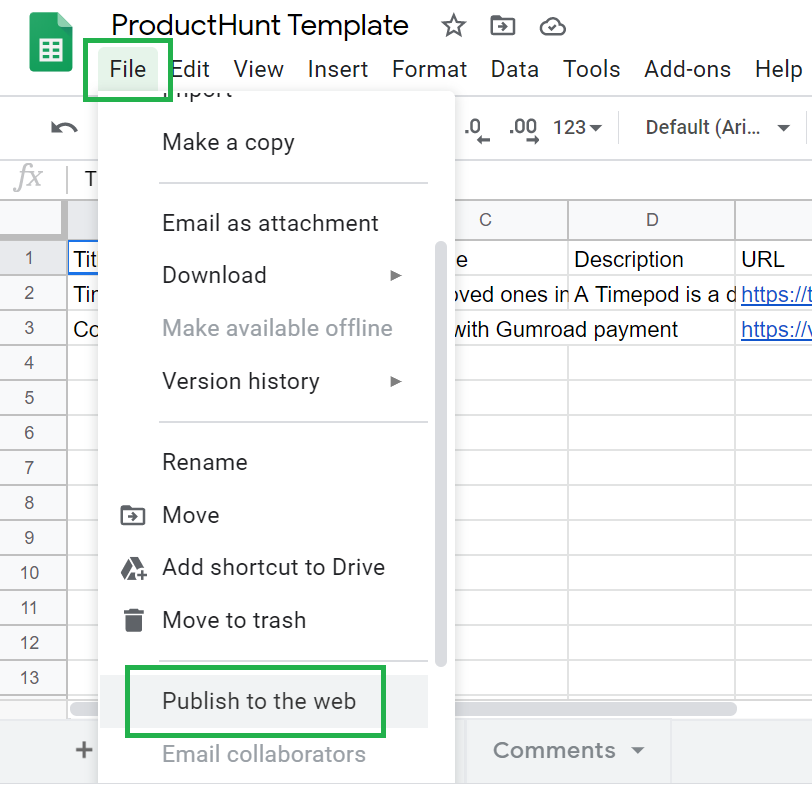 ProductHunt Template
File Edit View Insert Format Data Tools Add-ons Help
Import
.0 .00 123 Default (Ari...
Make a copy
fx T
Email as attachment
C D
1 Tit e Description URL
Download
2 Tim oved ones in A Timepod is a d https://t
Make available offline
3 Co with Gumroad payment https://v
4
Version history
5
6
Rename
7
8
Move
9
Add shortcut to Drive
10
11
Move to trash
12
13
Publish to the web
Email collaborators
+ Comments